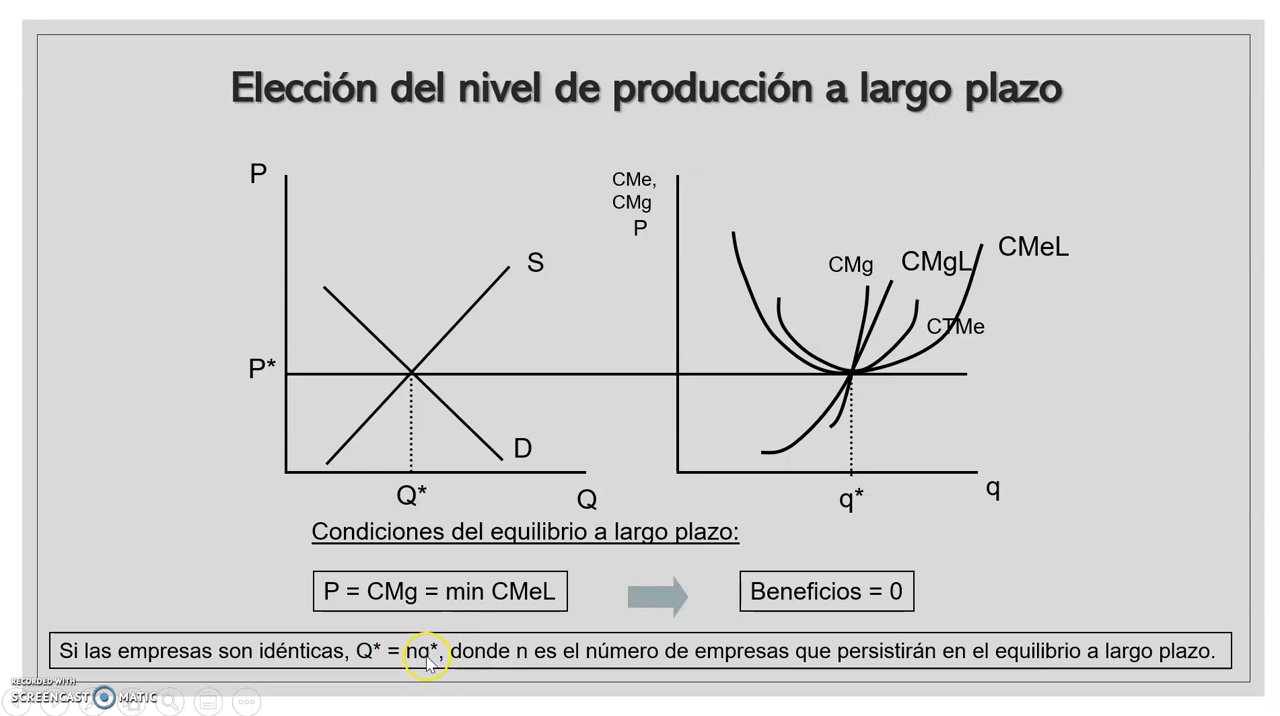 Elección del nivel de producción a largo plazo
P
S
P*
D
Q*
Q
CMe,
CMg
P
CMg
CMgL
CMeL
CTMe
q*
q
Condiciones del equilibrio a largo plazo:
P = CMg = min CMeL
Beneficios = 0
Si las empresas son idénticas, Q* = nq*, donde n es el número de empresas que persistirán en el equilibrio a largo plazo.
RECORDED WITH
SCREENCAST MATIC